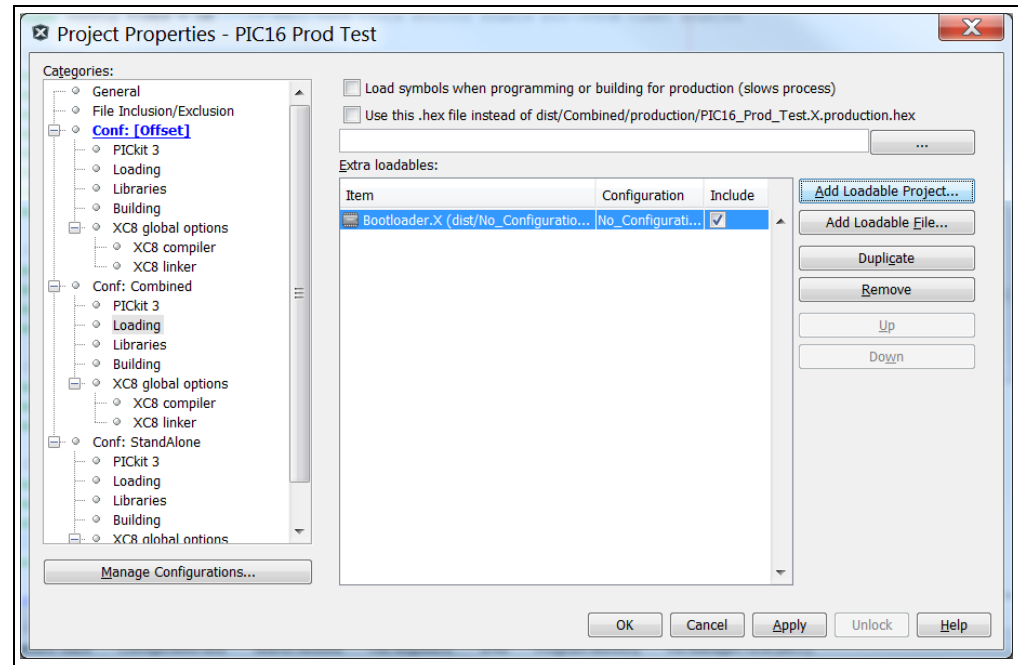 Project Properties - PIC16 Prod Test
X
Categories:
General
File Inclusion/Exclusion
Conf: [Offset]
PICkit 3
Loading
Libraries
Building
XC8 global options
XC8 compiler
XC8 linker
Conf: Combined
PICkit 3
Loading
Libraries
Building
XC8 global options
XC8 compiler
XC8 linker
Conf: StandAlone
PICkit 3
Loading
Libraries
Building
XC8 global options
Manage Configurations...
Load symbols when programming or building for production (slows process)
Use this .hex file instead of dist/Combined/production/PIC16_Prod_Test.X.production.hex
...
Extra loadables:
Item Configuration Include
Bootloader.X (dist/No_Configuratio... No_Configurati...
Add Loadable Project...
Add Loadable File...
Duplicate
Remove
Up
Down
OK Cancel Apply Unlock Help